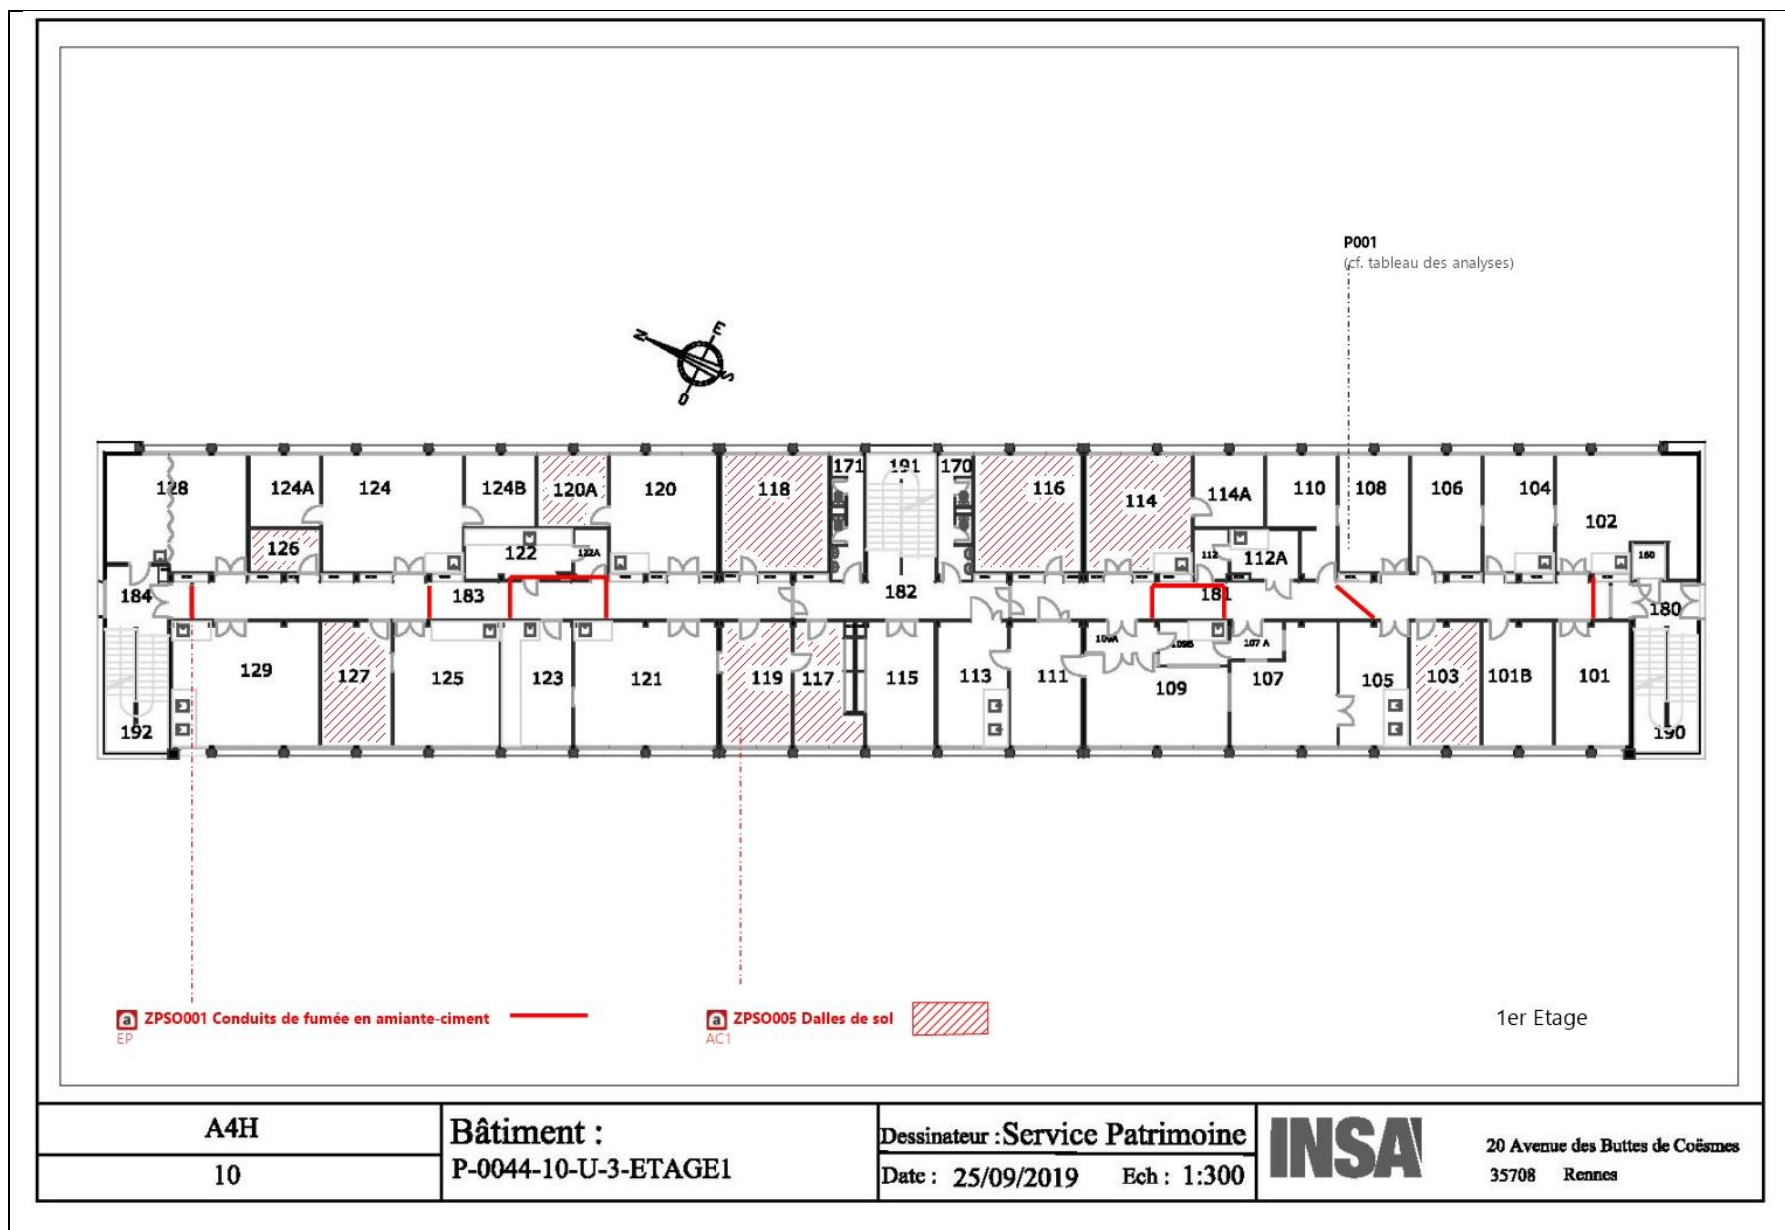 P001
(cf. tableau des analyses)
N
E
S
O
128
124A
124
124B
120A
120
118
171
191
170
116
114
114A
110
108
106
104
102
126
122
122A
112
112A
160
184
183
182
181
180
129
127
125
123
121
119
117
115
113
111
109A
109B
109
107 A
107
105
103
101B
101
192
190
a ZPSO001 Conduits de fumée en amiante-ciment
EP
a ZPSO005 Dalles de sol
AC1
1er Etage
A4H
10
Bâtiment :
P-0044-10-U-3-ETAGE1
Dessinateur : Service Patrimoine
Date : 25/09/2019 Ech : 1:300
INSA
20 Avenue des Buttes de Coësmes
35708 Rennes